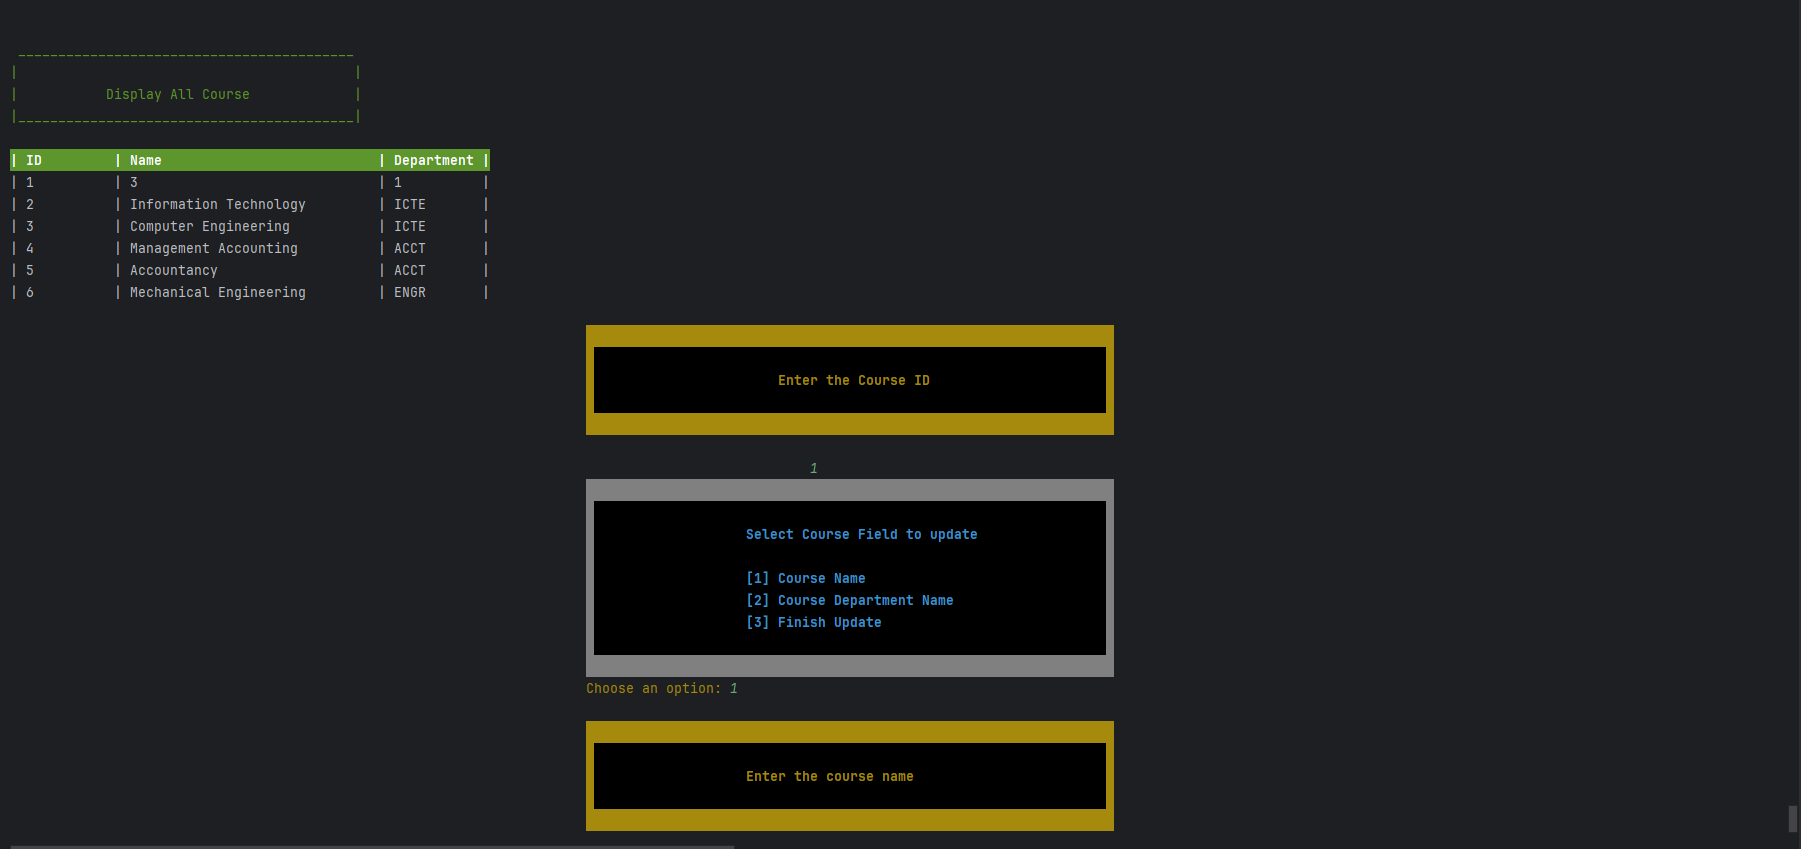 Display All Course
| ID | Name | Department |
| 1 | 3 | 1 |
| 2 | Information Technology | ICTE |
| 3 | Computer Engineering | ICTE |
| 4 | Management Accounting | ACCT |
| 5 | Accountancy | ACCT |
| 6 | Mechanical Engineering | ENGR |
Enter the Course ID
1
Select Course Field to update
[1] Course Name
[2] Course Department Name
[3] Finish Update
Choose an option: 1
Enter the course name